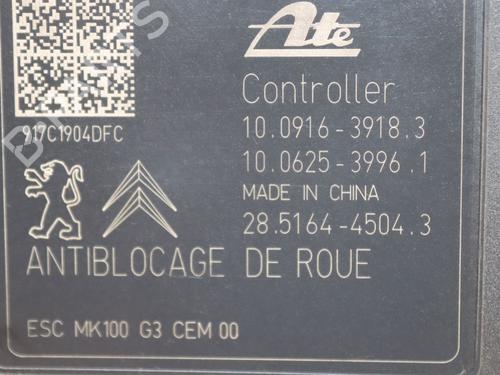 Ate
917C1904DFC
Controller
10.0916-3918.3
10.0625-3996.1
MADE IN CHINA
28.5164-4504.3
ANTIBLOCAGE DE ROUE
ESC MK100 G3 CEM 00